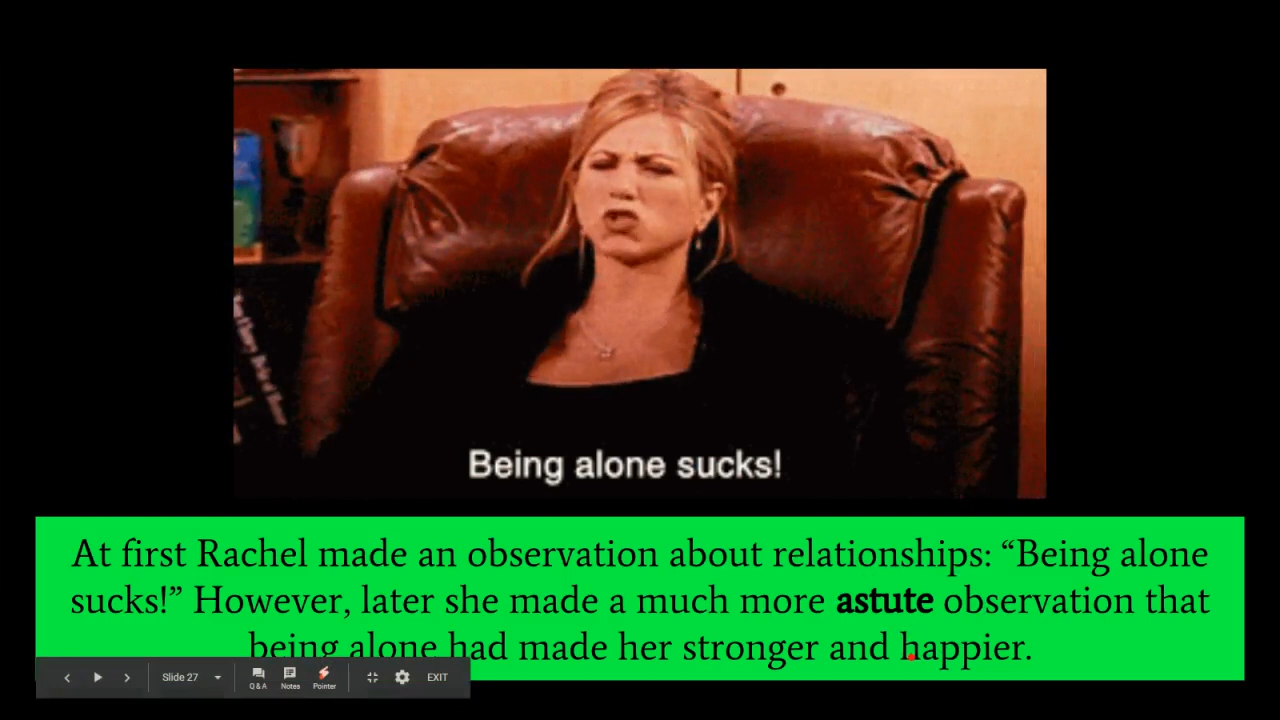 Being alone sucks!
At first Rachel made an observation about relationships: “Being alone
sucks!” However, later she made a much more astute observation that
being alone had made her stronger and happier.
Slide 27
Q & A
Notes
Pointer
EXIT